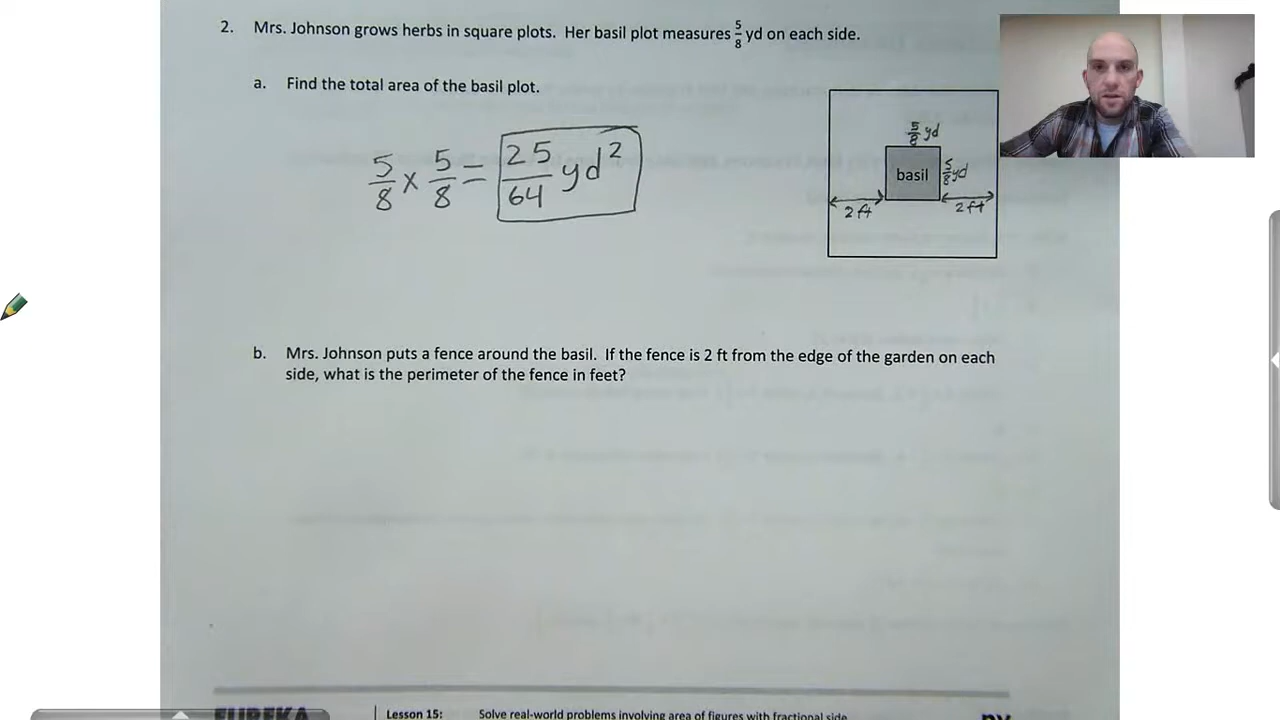 2. Mrs. Johnson grows herbs in square plots. Her basil plot measures 5/8 yd on each side.
a. Find the total area of the basil plot.
5/8 × 5/8 = 25/64 yd²
5/8 yd
basil
5/8 yd
2 ft
2 ft
b. Mrs. Johnson puts a fence around the basil. If the fence is 2 ft from the edge of the garden on each
side, what is the perimeter of the fence in feet?
EUREKA
Lesson 15:
Solve real-world problems involving area of figures with fractional side